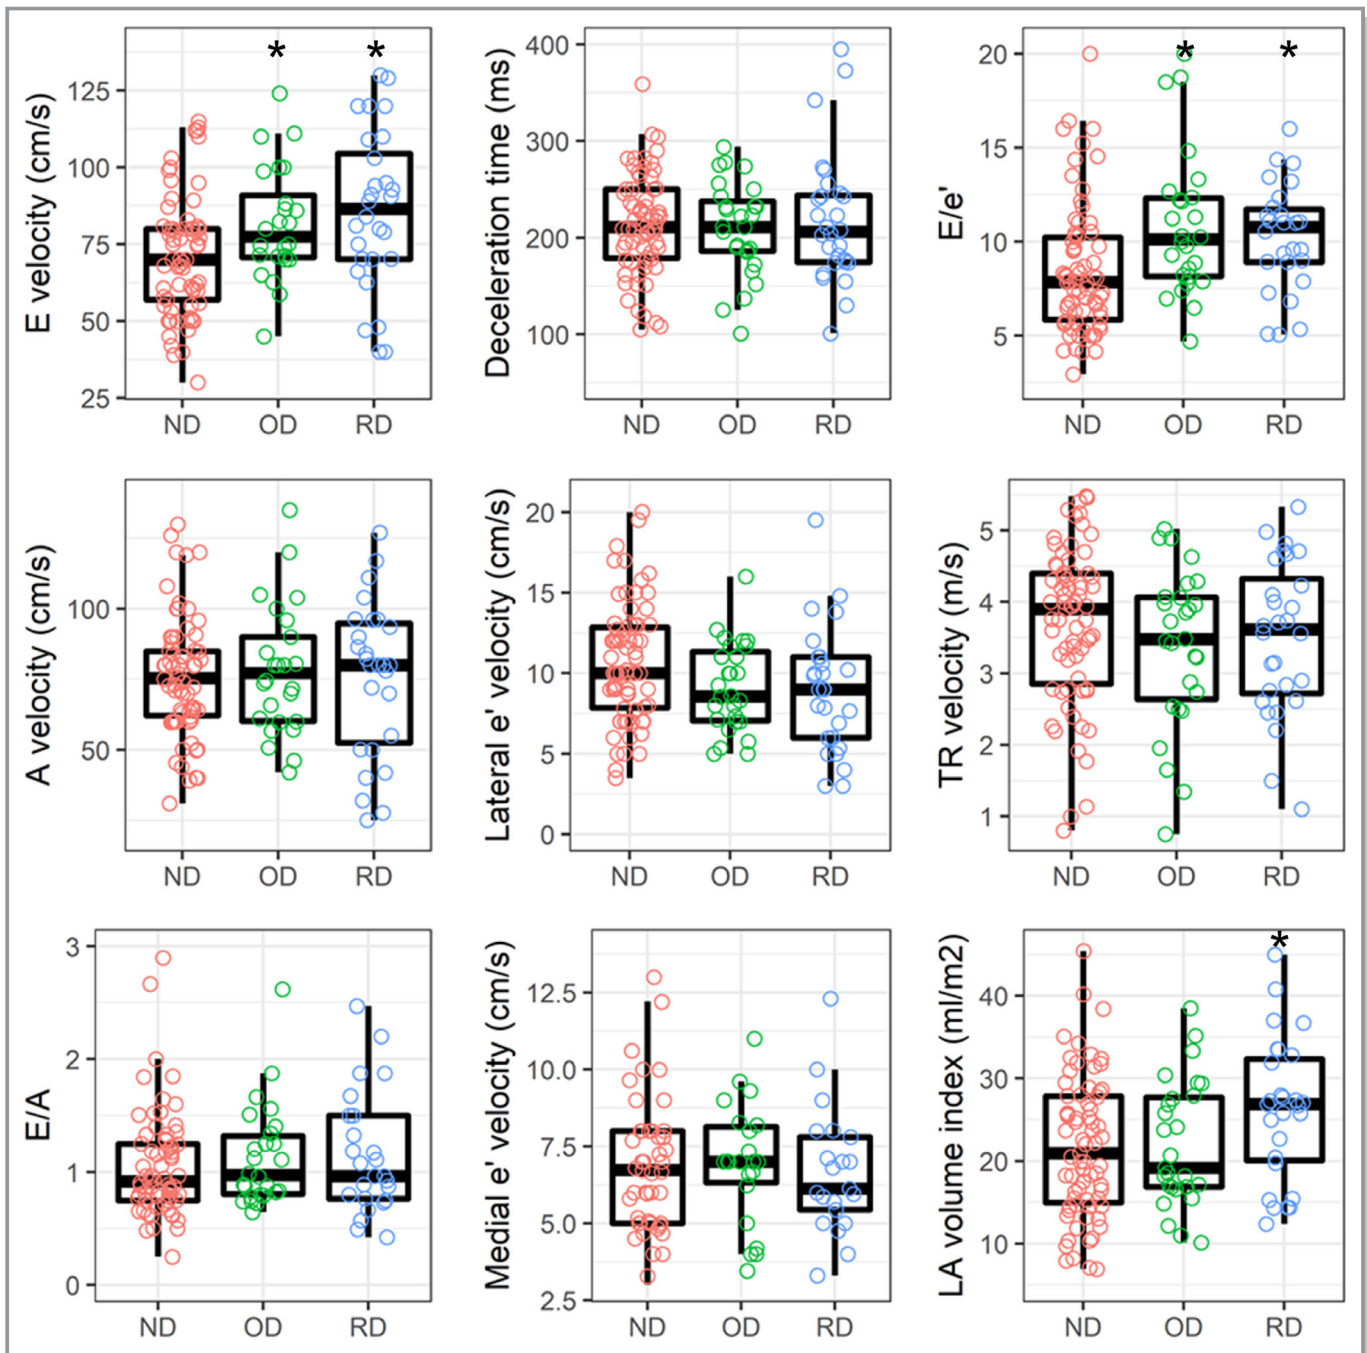 * *
E velocity (cm/s)
125
100
75
50
25
ND OD RD
Deceleration time (ms)
400
300
200
100
ND OD RD
* *
E/e'
20
15
10
5
ND OD RD
A velocity (cm/s)
100
50
ND OD RD
Lateral e' velocity (cm/s)
20
15
10
5
0
ND OD RD
TR velocity (m/s)
5
4
3
2
1
ND OD RD
E/A
3
2
1
0
ND OD RD
Medial e' velocity (cm/s)
12.5
10.0
7.5
5.0
2.5
ND OD RD
*
LA volume index (ml/m2)
40
30
20
10
ND OD RD